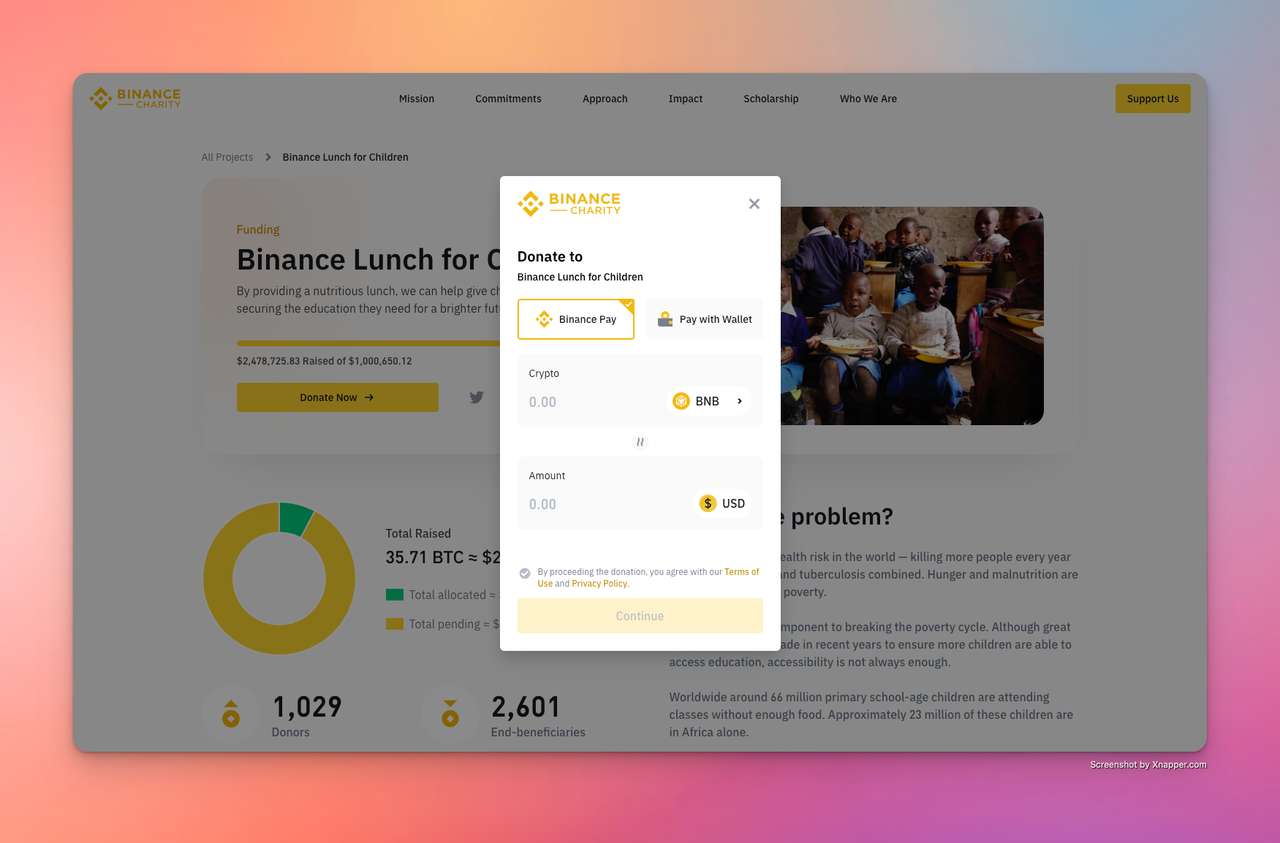 BINANCE
CHARITY
Mission
Commitments
Approach
Impact
Scholarship
Who We Are
Support Us
All Projects
Binance Lunch for Children
Funding
Binance Lunch for C
By providing a nutritious lunch, we can help give ch
securing the education they need for a brighter fut
$2,478,725.83 Raised of $1,000,650.12
Donate Now
BINANCE
CHARITY
Donate to
Binance Lunch for Children
Binance Pay
Pay with Wallet
Crypto
0.00
BNB
Amount
0.00
$ USD
By proceeding the donation, you agree with our Terms of
Use and Privacy Policy.
Continue
Total Raised
35.71 BTC ≈ $2
Total allocated ≈
Total pending ≈ $
1,029
Donors
2,601
End-beneficiaries
problem?
ealth risk in the world — killing more people every year
nd tuberculosis combined. Hunger and malnutrition are
poverty.
mponent to breaking the poverty cycle. Although great
ade in recent years to ensure more children are able to
access education, accessibility is not always enough.
Worldwide around 66 million primary school-age children are attending
classes without enough food. Approximately 23 million of these children are
in Africa alone.
Screenshot by Xnapper.com